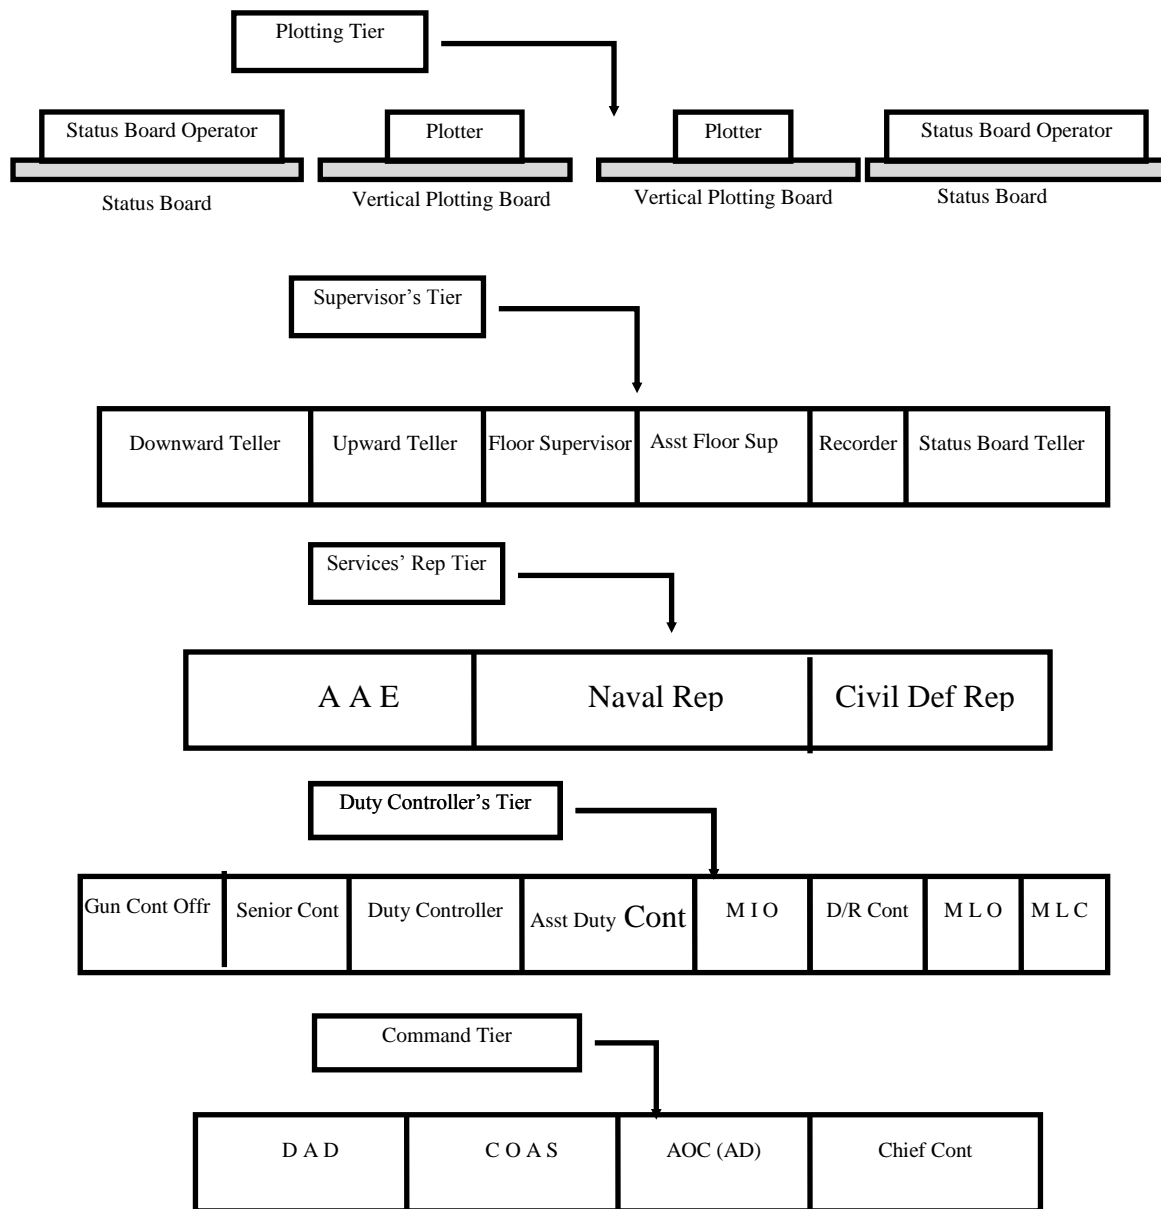 Plotting Tier
Status Board Operator
Plotter
Plotter
Status Board Operator
Status Board
Vertical Plotting Board
Vertical Plotting Board
Status Board
Supervisor’s Tier
Downward Teller
Upward Teller
Floor Supervisor
Asst Floor Sup
Recorder
Status Board Teller
Services’ Rep Tier
A A E
Naval Rep
Civil Def Rep
Duty Controller’s Tier
Gun Cont Offr
Senior Cont
Duty Controller
Asst Duty Cont
M I O
D/R Cont
M L O
M L C
Command Tier
D A D
C O A S
AOC (AD)
Chief Cont